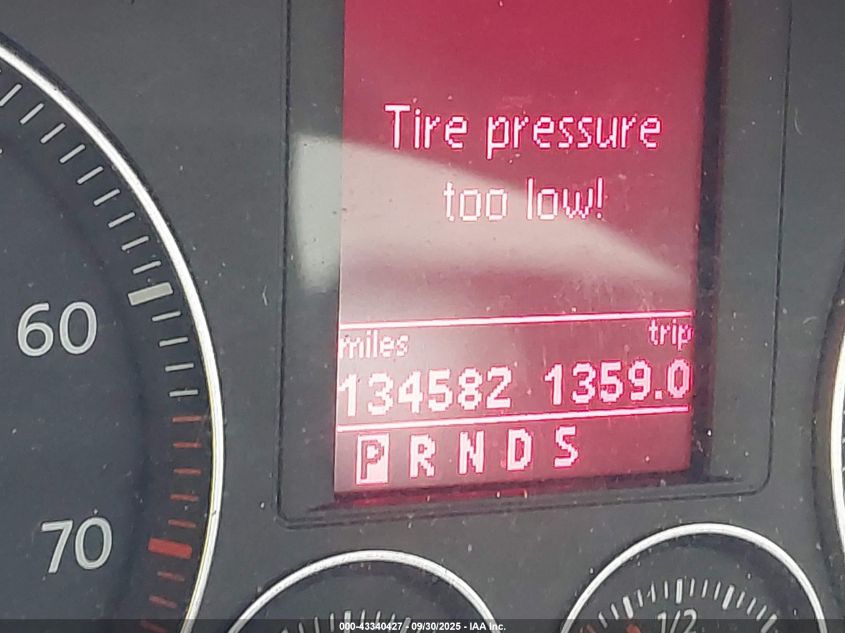 Tire pressure
too low!
miles trip
134582 1359.0
P R N D S
60
70
1/2
000-43340427 - 09/30/2025 - IAA Inc.